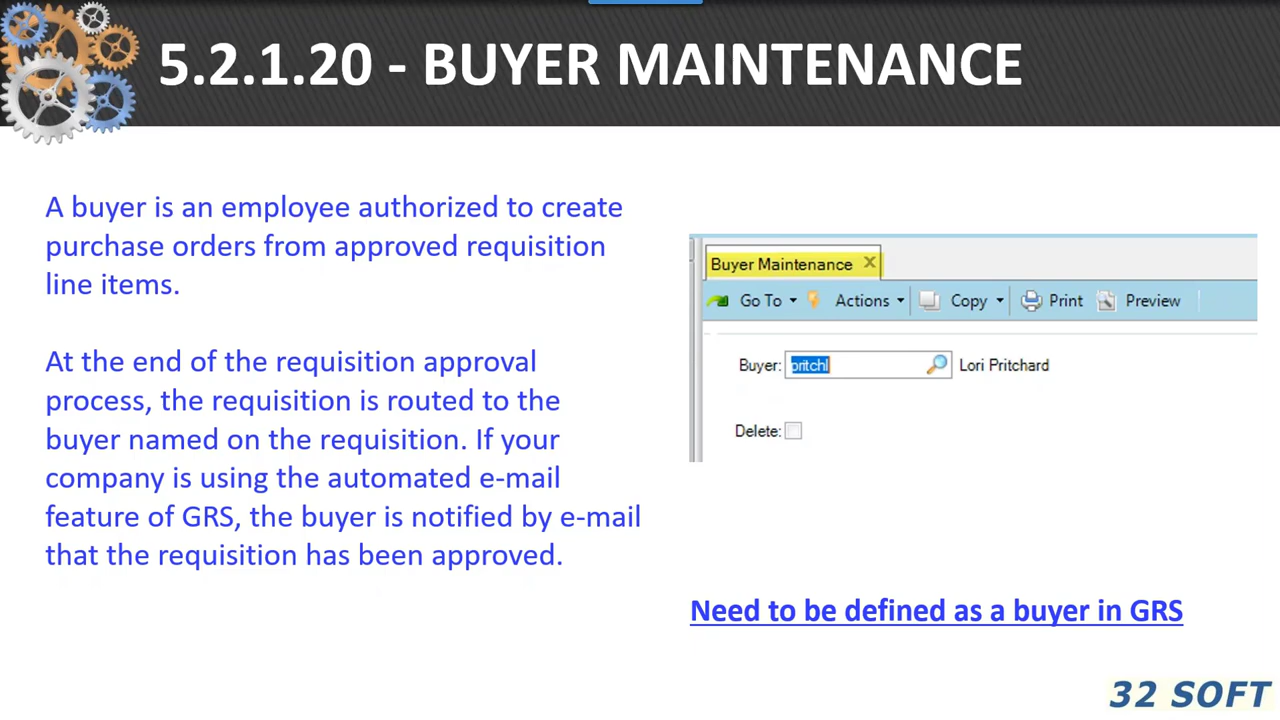 5.2.1.20 - BUYER MAINTENANCE
A buyer is an employee authorized to create
purchase orders from approved requisition
line items.
At the end of the requisition approval
process, the requisition is routed to the
buyer named on the requisition. If your
company is using the automated e-mail
feature of GRS, the buyer is notified by e-mail
that the requisition has been approved.
Buyer Maintenance
Go To Actions Copy Print Preview
Buyer: pritchl Lori Pritchard
Delete:
Need to be defined as a buyer in GRS
32 SOFT